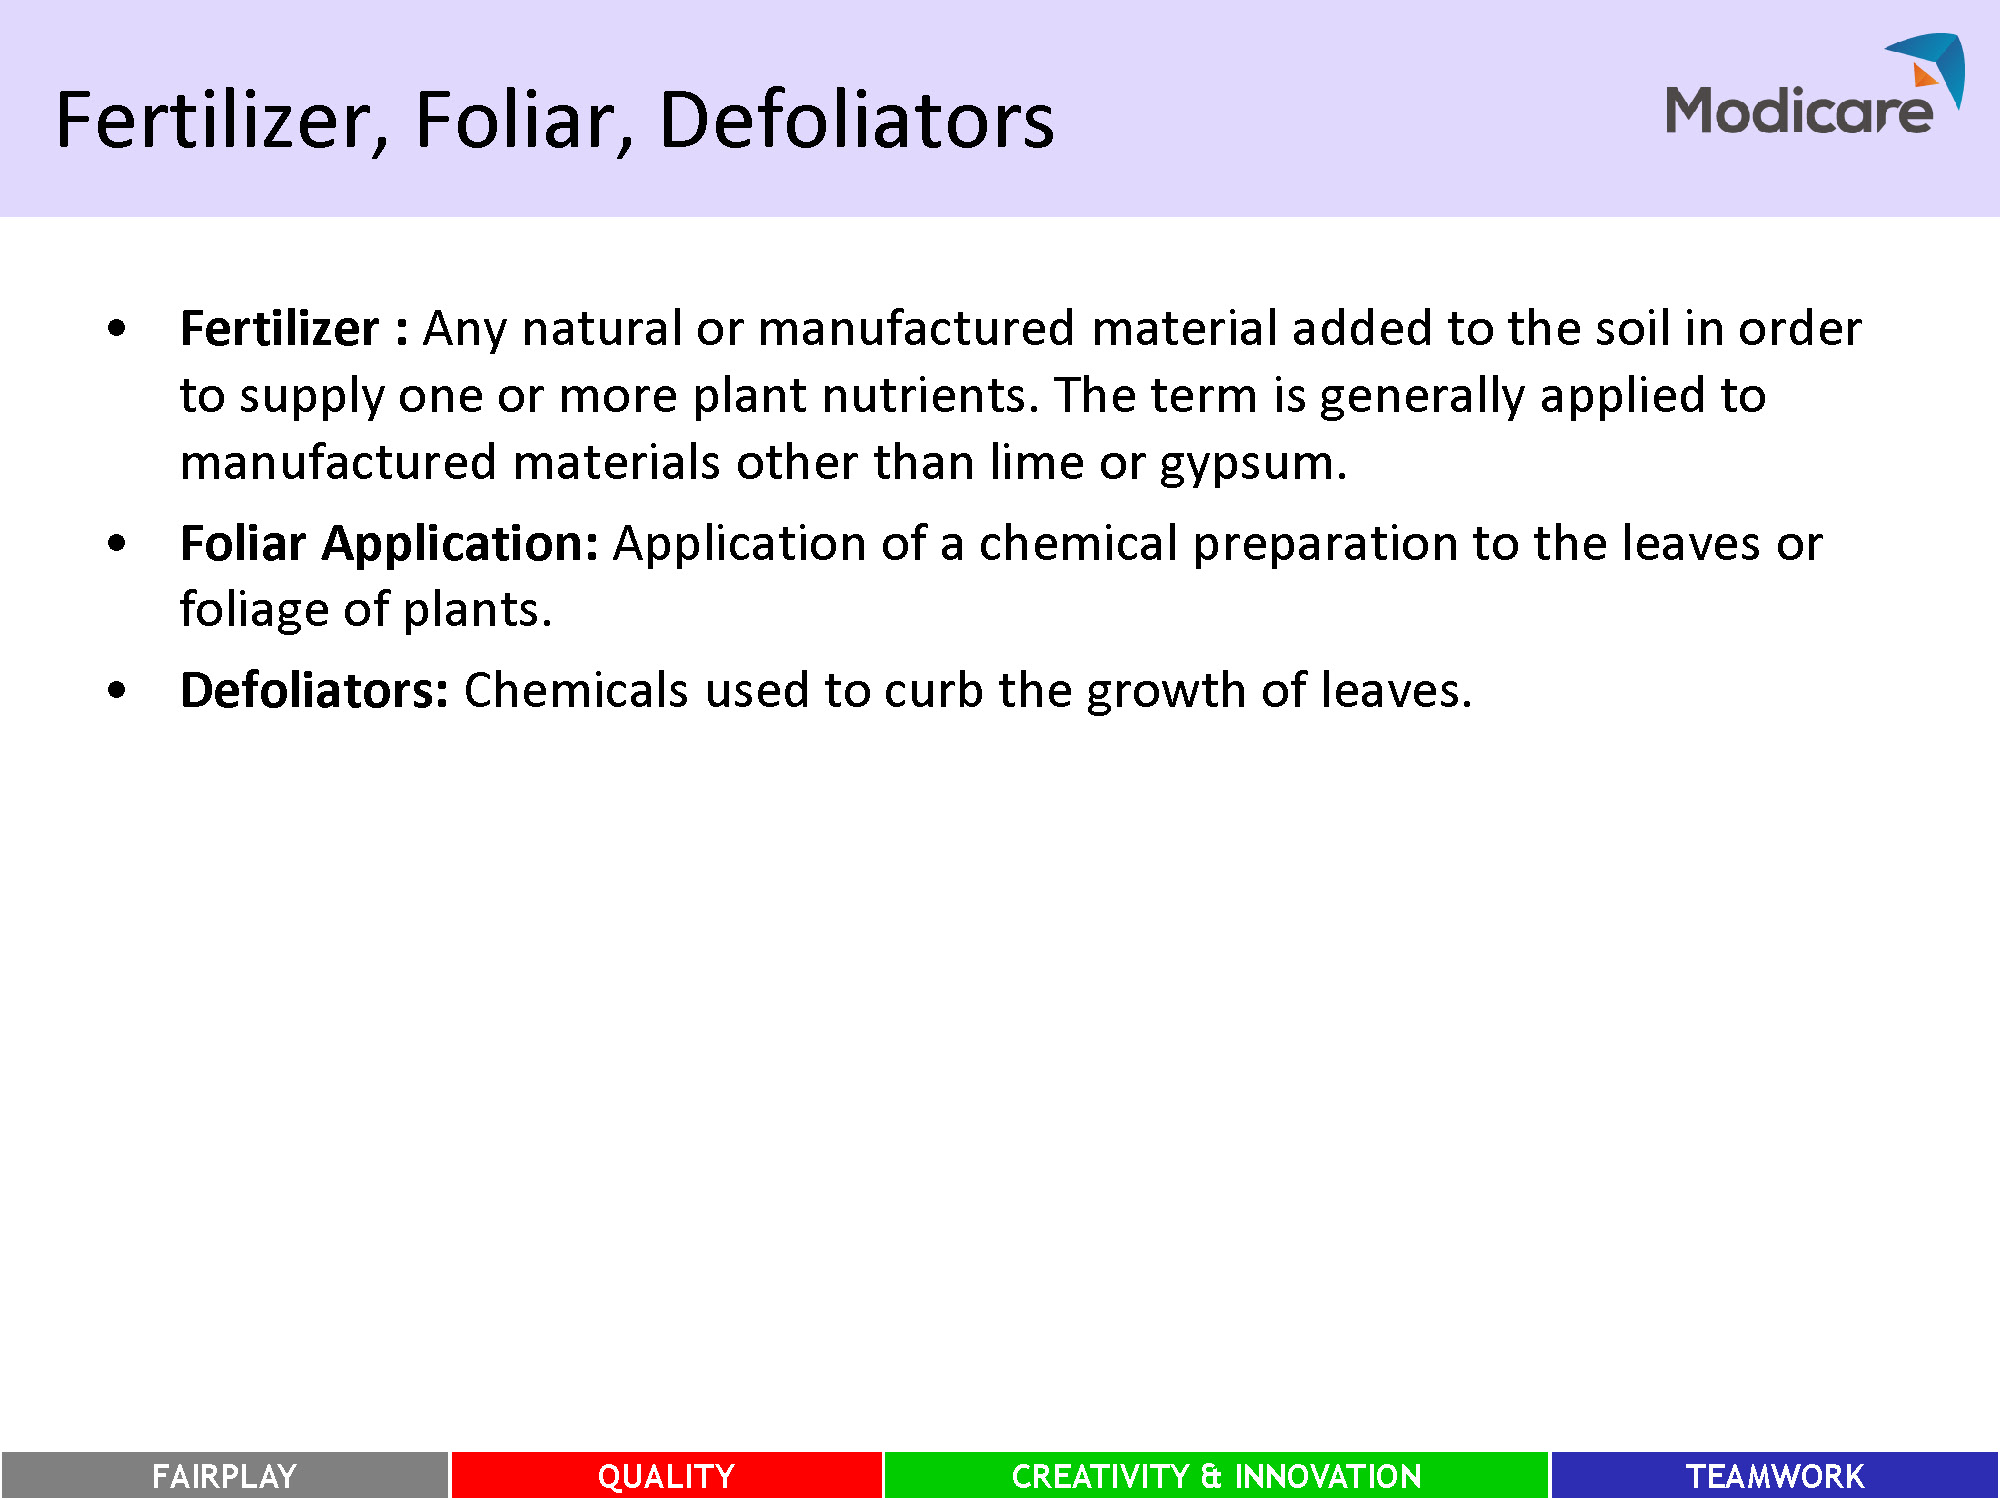 Fertilizer, Foliar, Defoliators
Modicare
• Fertilizer : Any natural or manufactured material added to the soil in order
to supply one or more plant nutrients. The term is generally applied to
manufactured materials other than lime or gypsum.
• Foliar Application: Application of a chemical preparation to the leaves or
foliage of plants.
• Defoliators: Chemicals used to curb the growth of leaves.
FAIRPLAY QUALITY CREATIVITY & INNOVATION TEAMWORK